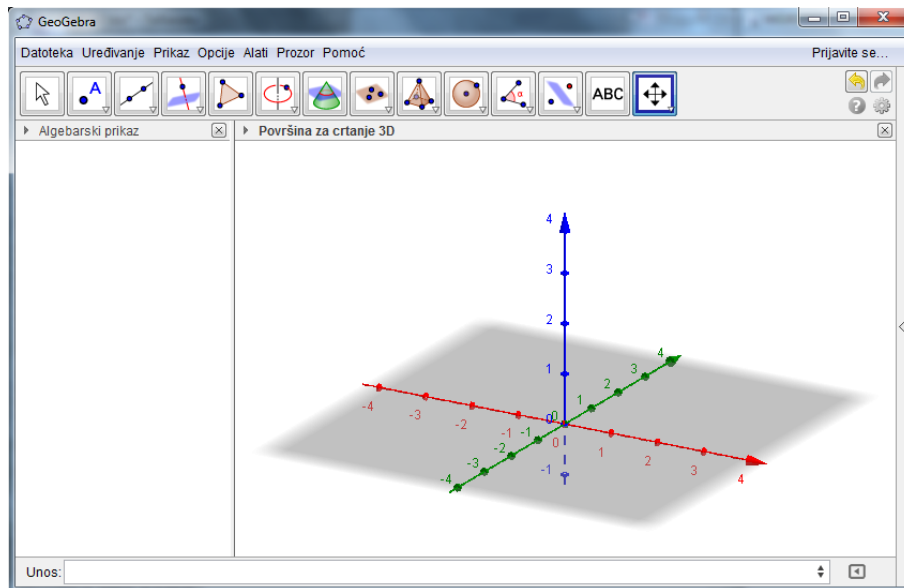 GeoGebra
Datoteka Uređivanje Prikaz Opcije Alati Prozor Pomoć Prijavite se...
A ABC
Algebarski prikaz Površina za crtanje 3D
4
3
2
1
0
-1
-4 -3 -2 -1 0 1 2 3 4
-4 -3 -2 -1 0 1 2 3 4
Unos: